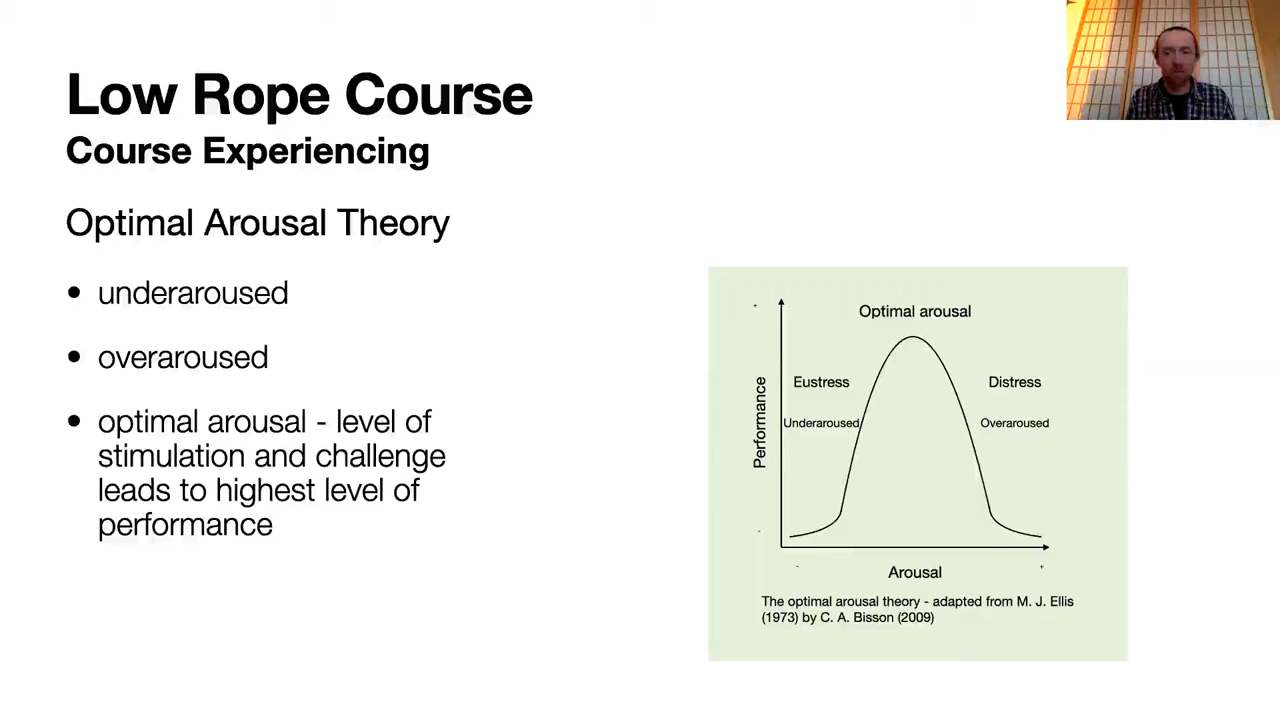 Low Rope Course
Course Experiencing
Optimal Arousal Theory
• underaroused
• overaroused
• optimal arousal - level of
stimulation and challenge
leads to highest level of
performance
+
Optimal arousal
Eustress
Distress
Underaroused
Overaroused
Performance
-
-
+
Arousal
The optimal arousal theory - adapted from M. J. Ellis
(1973) by C. A. Bisson (2009)